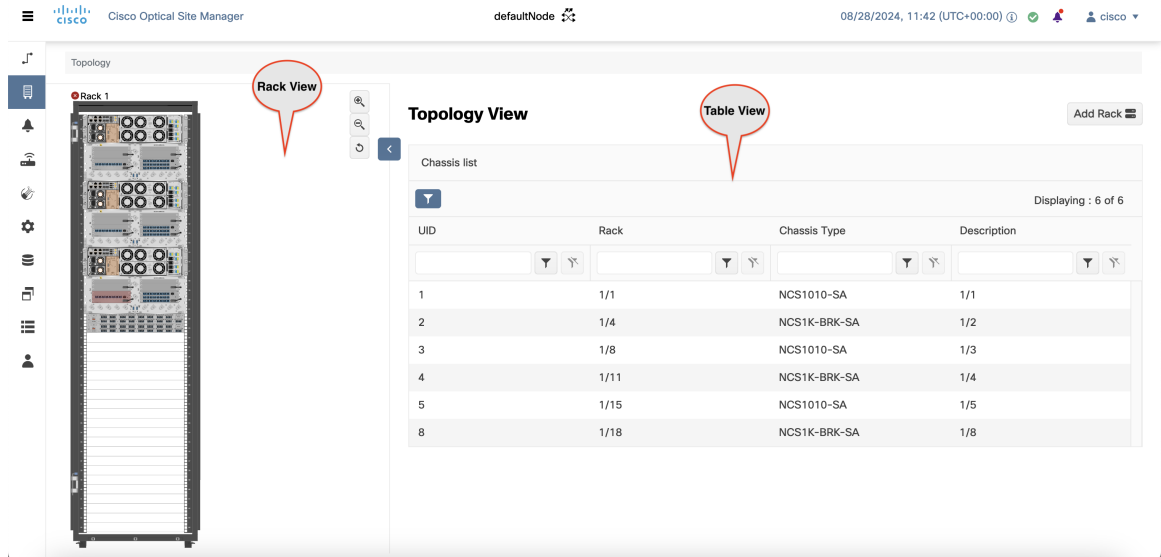 cisco
Cisco Optical Site Manager
defaultNode
08/28/2024, 11:42 (UTC+00:00)
cisco
Topology
Rack 1
Rack View
Topology View
Table View
Add Rack
Chassis list
Displaying : 6 of 6
UID Rack Chassis Type Description
1 1/1 NCS1010-SA 1/1
2 1/4 NCS1K-BRK-SA 1/2
3 1/8 NCS1010-SA 1/3
4 1/11 NCS1K-BRK-SA 1/4
5 1/15 NCS1010-SA 1/5
8 1/18 NCS1K-BRK-SA 1/8